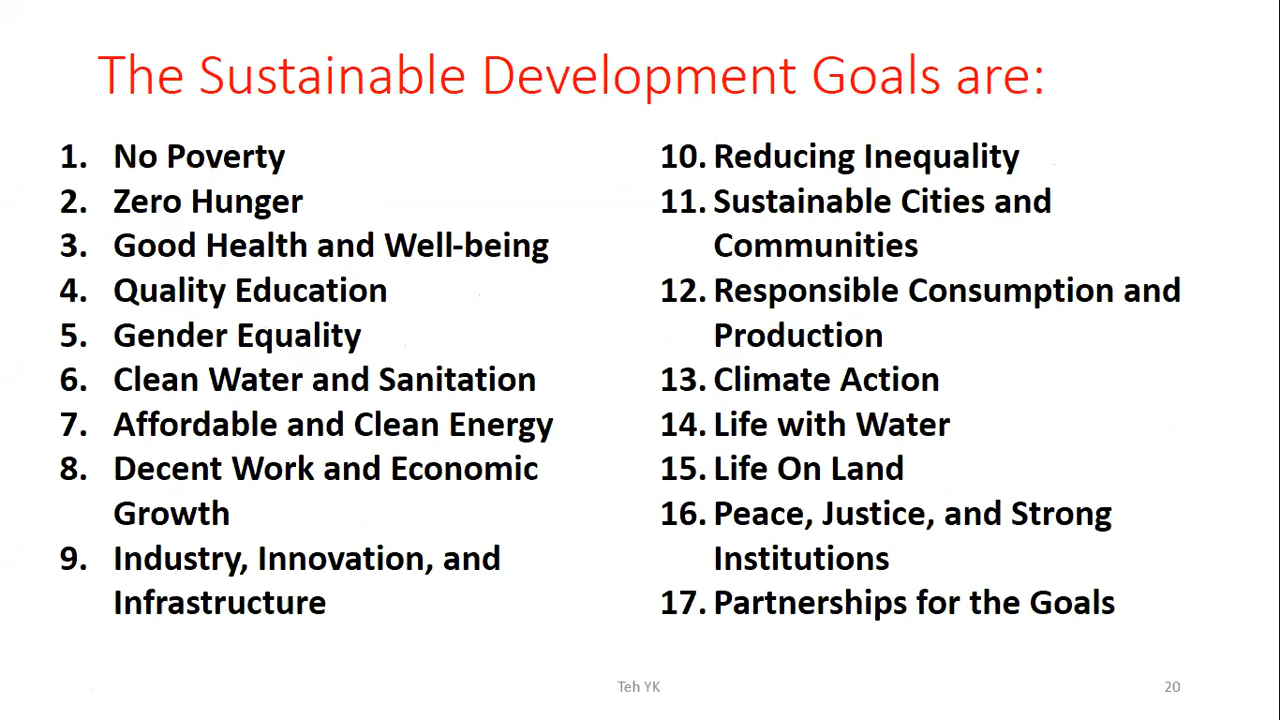 The Sustainable Development Goals are:
1. No Poverty
2. Zero Hunger
3. Good Health and Well-being
4. Quality Education
5. Gender Equality
6. Clean Water and Sanitation
7. Affordable and Clean Energy
8. Decent Work and Economic
Growth
9. Industry, Innovation, and
Infrastructure
10. Reducing Inequality
11. Sustainable Cities and
Communities
12. Responsible Consumption and
Production
13. Climate Action
14. Life with Water
15. Life On Land
16. Peace, Justice, and Strong
Institutions
17. Partnerships for the Goals
Teh YK
20